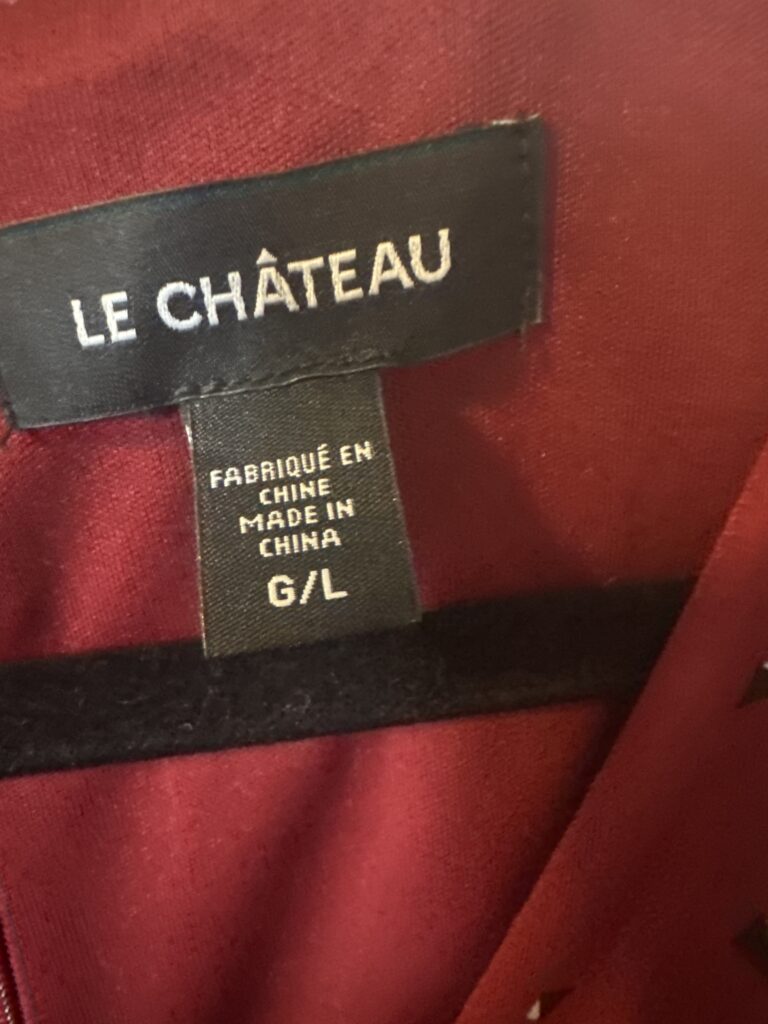 LE CHÂTEAU
FABRIQUÉ EN
CHINE
MADE IN
CHINA
G/L